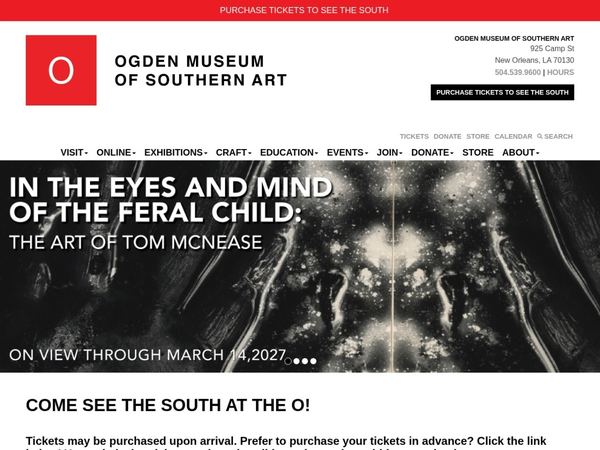 PURCHASE TICKETS TO SEE THE SOUTH
O
OGDEN MUSEUM
OF SOUTHERN ART
OGDEN MUSEUM OF SOUTHERN ART
925 Camp St
New Orleans, LA 70130
504.539.9600 | HOURS
PURCHASE TICKETS TO SEE THE SOUTH
TICKETS DONATE STORE CALENDAR SEARCH
VISIT ONLINE EXHIBITIONS CRAFT EDUCATION EVENTS JOIN DONATE STORE ABOUT
IN THE EYES AND MIND
OF THE FERAL CHILD:
THE ART OF TOM MCNEASE
ON VIEW THROUGH MARCH 14,2027
COME SEE THE SOUTH AT THE O!
Tickets may be purchased upon arrival. Prefer to purchase your tickets in advance? Click the link